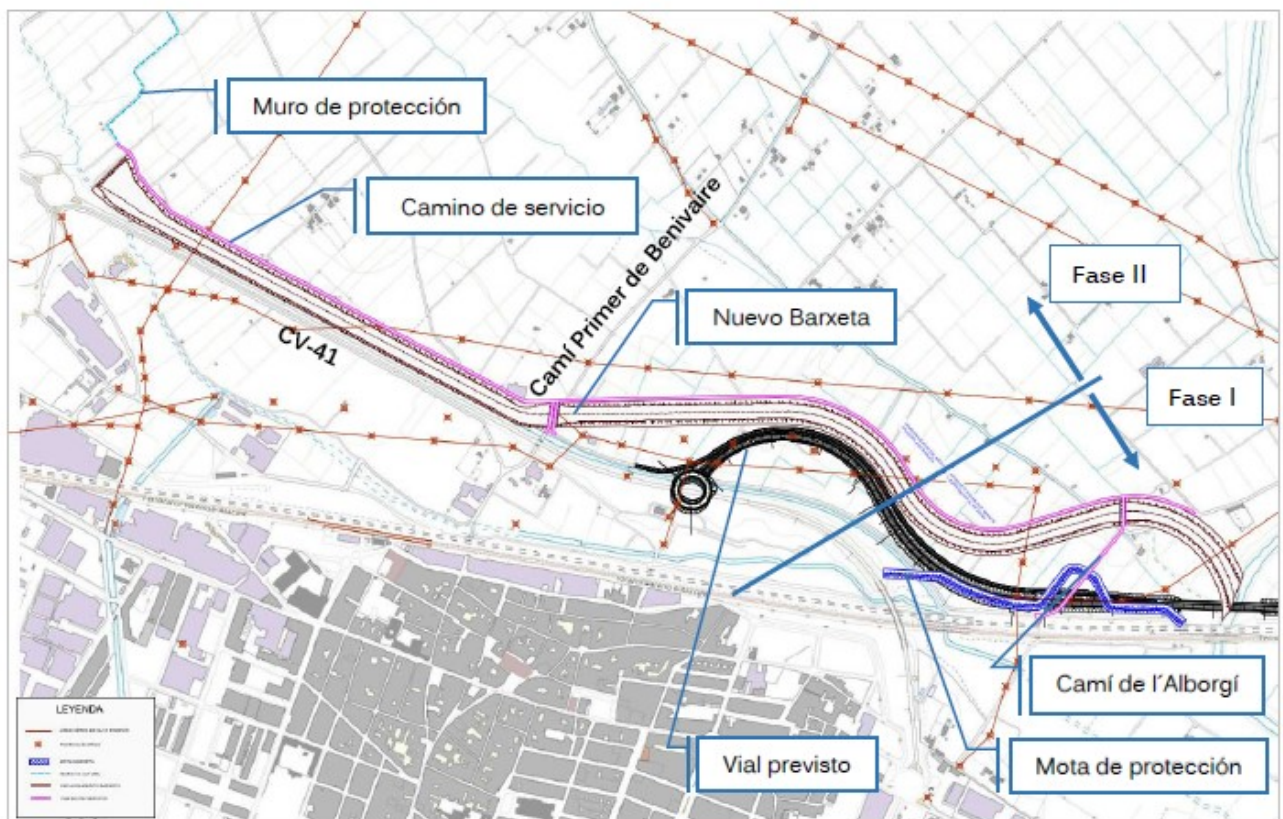 Muro de protección
Camino de servicio
Camí Primer de Benivaire
Fase II
Nuevo Barxeta
CV-41
Fase I
Camí de l´Alborgí
Vial previsto
Mota de protección
LEYENDA